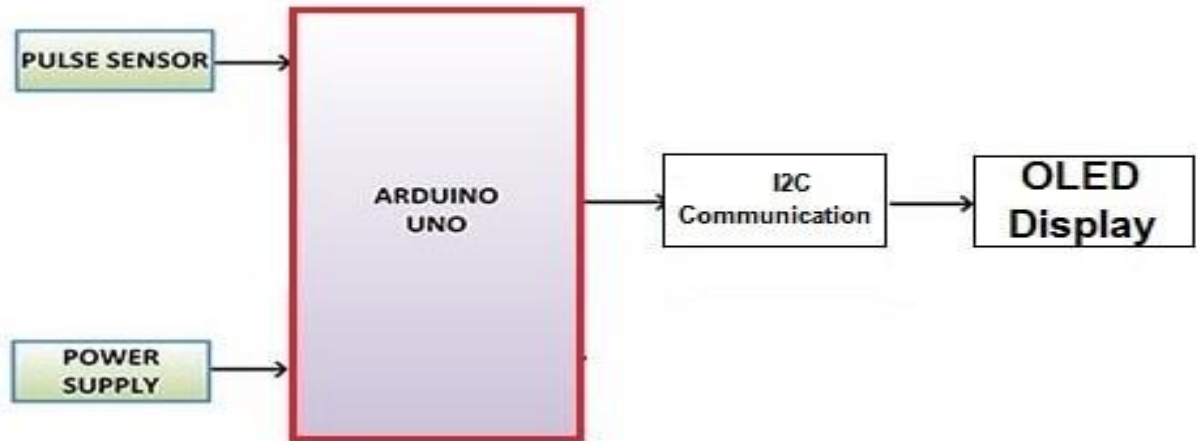 PULSE SENSOR
ARDUINO
UNO
I2C
Communication
OLED
Display
POWER
SUPPLY